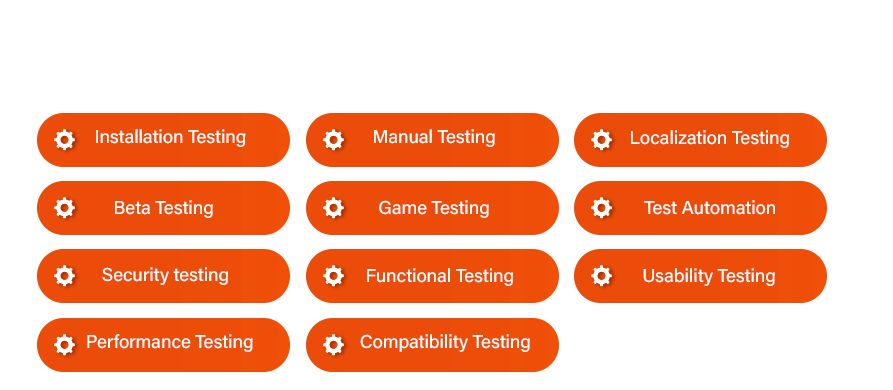 Installation Testing
Manual Testing
Localization Testing
Beta Testing
Game Testing
Test Automation
Security testing
Functional Testing
Usability Testing
Performance Testing
Compatibility Testing